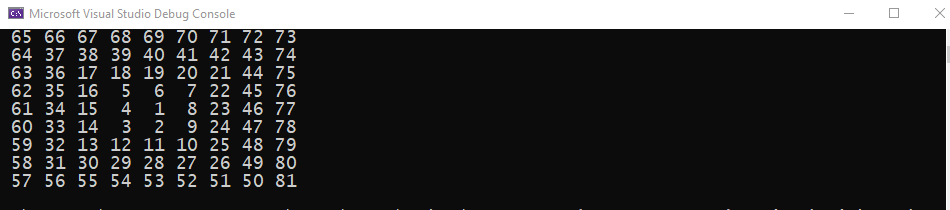 Microsoft Visual Studio Debug Console
65 66 67 68 69 70 71 72 73
64 37 38 39 40 41 42 43 74
63 36 17 18 19 20 21 44 75
62 35 16 5 6 7 22 45 76
61 34 15 4 1 8 23 46 77
60 33 14 3 2 9 24 47 78
59 32 13 12 11 10 25 48 79
58 31 30 29 28 27 26 49 80
57 56 55 54 53 52 51 50 81